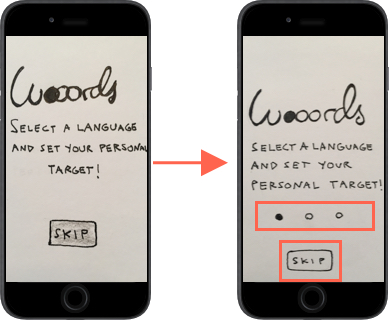 Wooords
SELECT A LANGUAGE
AND SET YOUR PERSONAL
TARGET!
SKIP
Wooords
SELECT A LANGUAGE
AND SET YOUR
PERSONAL TARGET!
SKIP